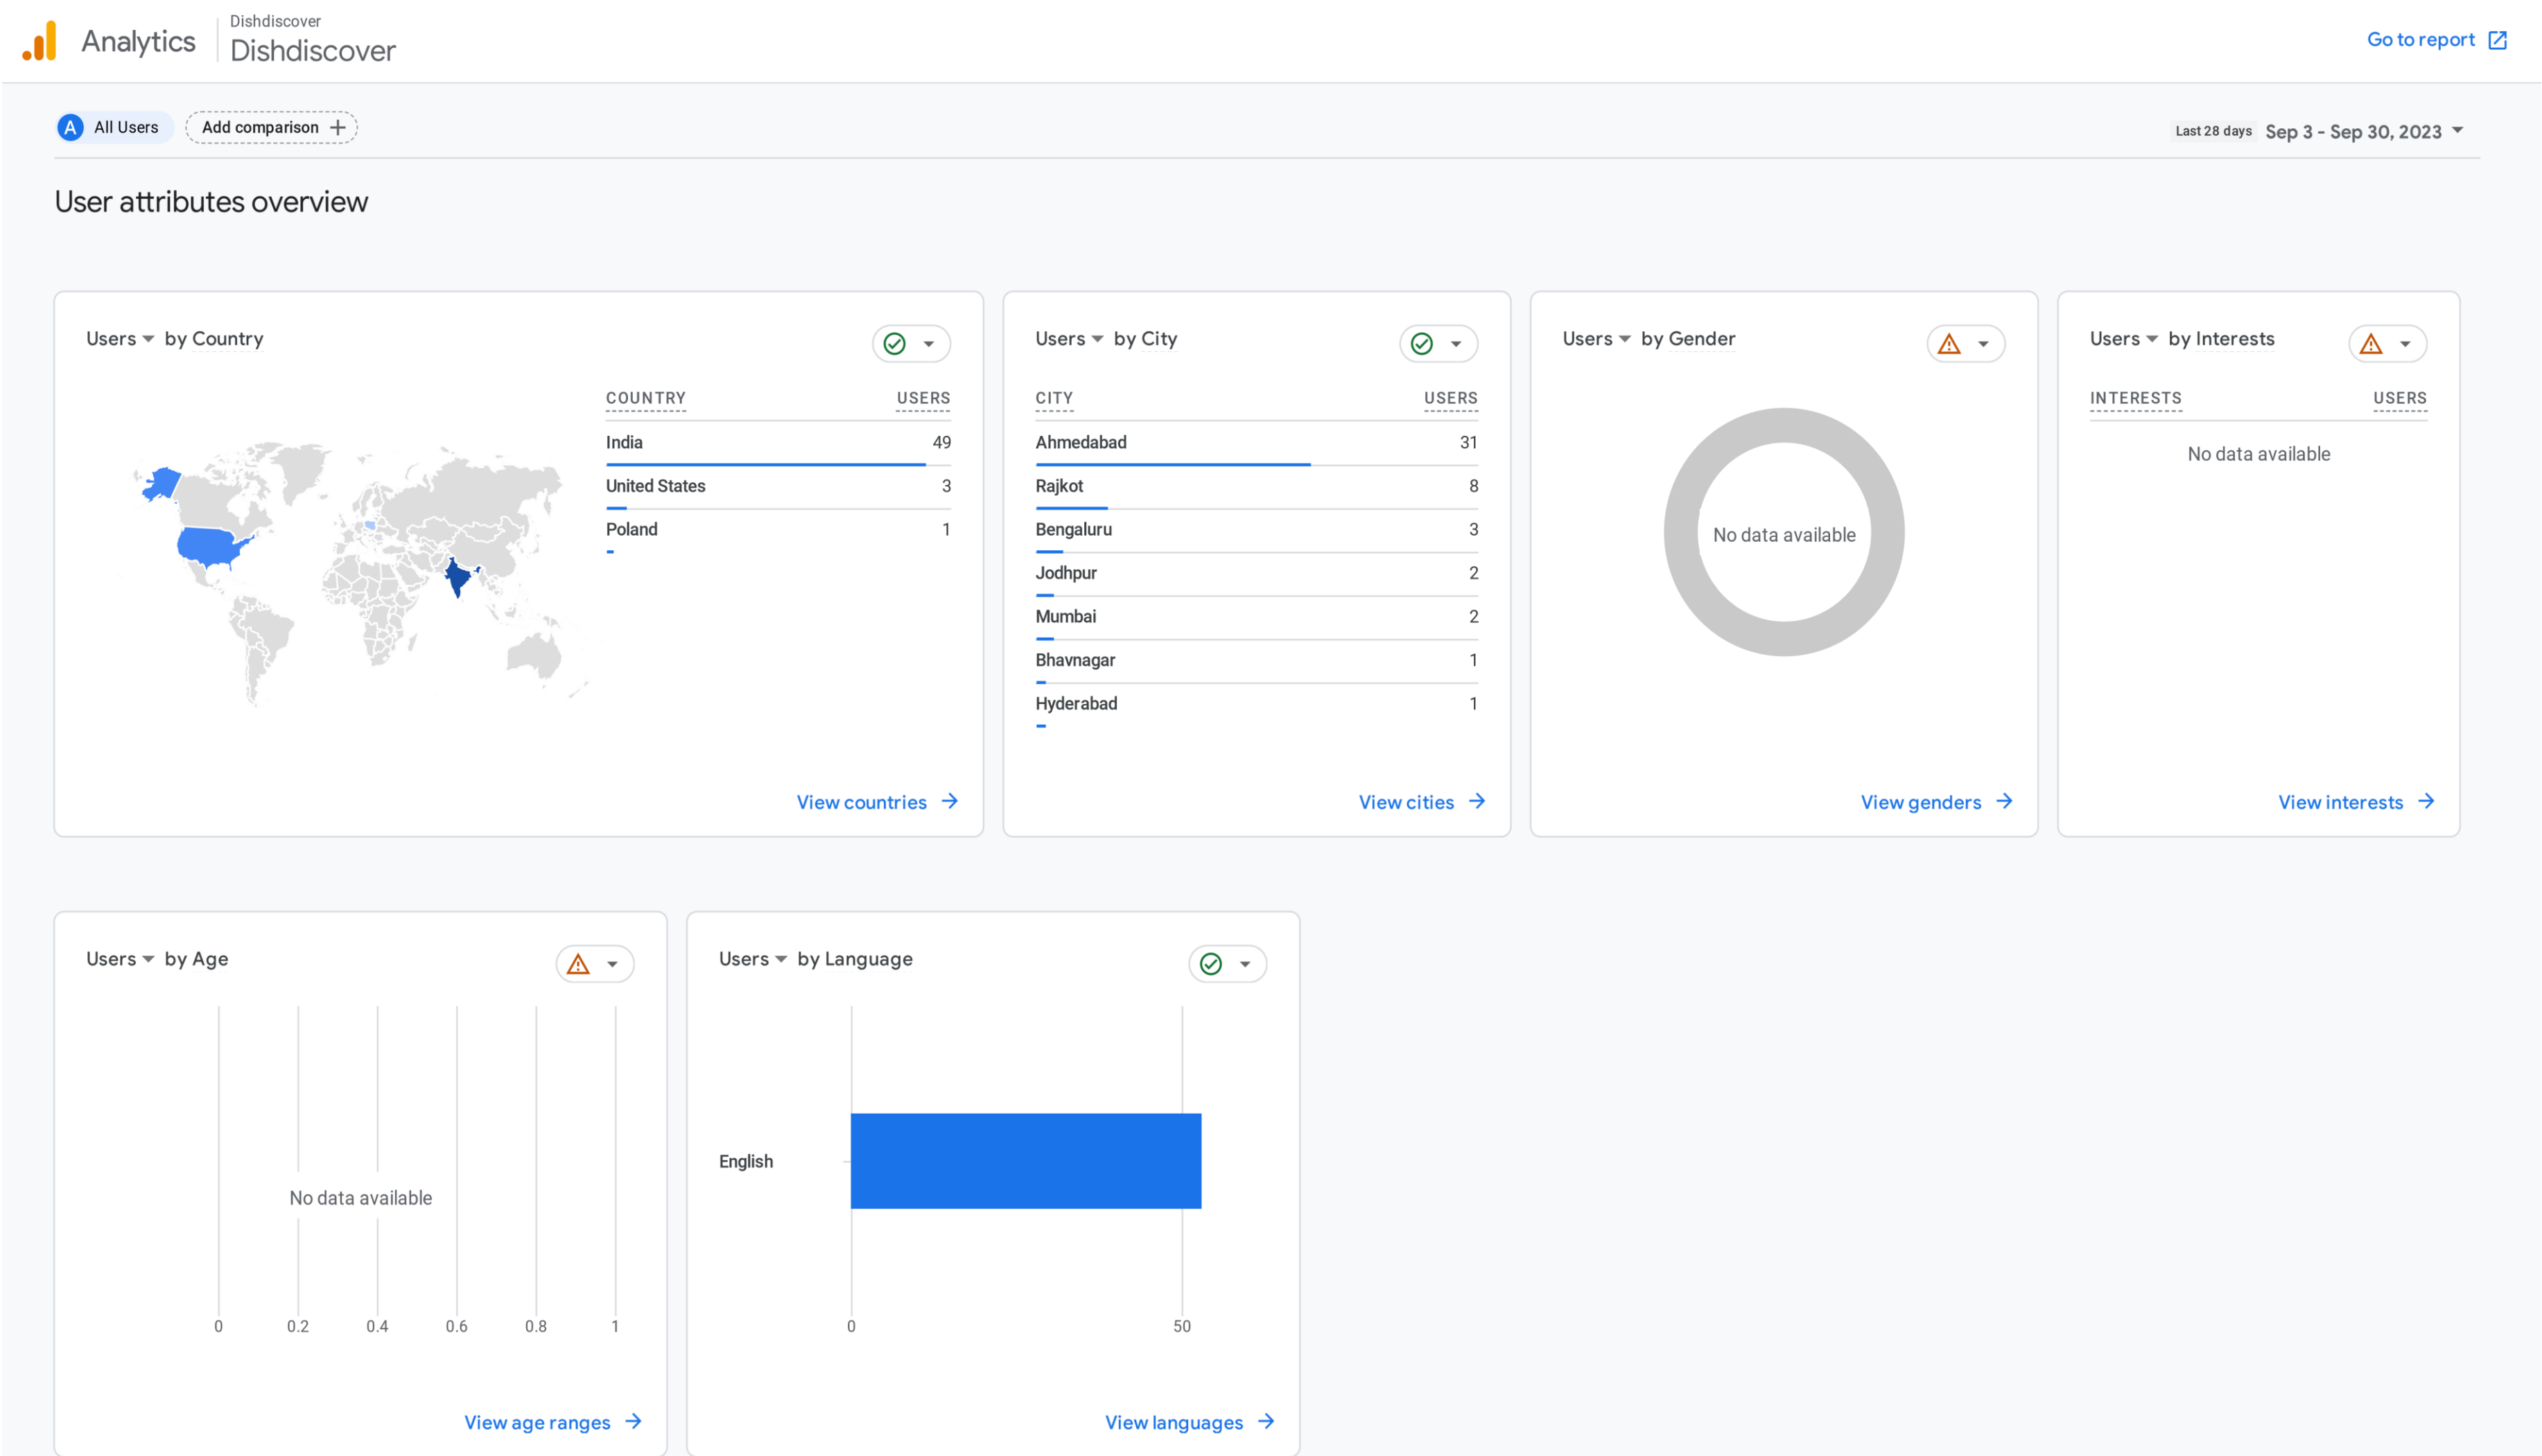 Analytics
Dishdiscover
Dishdiscover
Go to report
A All Users
Add comparison
Last 28 days Sep 3 - Sep 30, 2023
User attributes overview
Users by Country
COUNTRY USERS
India 49
United States 3
Poland 1
View countries
Users by City
CITY USERS
Ahmedabad 31
Rajkot 8
Bengaluru 3
Jodhpur 2
Mumbai 2
Bhavnagar 1
Hyderabad 1
View cities
Users by Gender
No data available
View genders
Users by Interests
INTERESTS USERS
No data available
View interests
Users by Age
No data available
0 0.2 0.4 0.6 0.8 1
View age ranges
Users by Language
English
0 50
View languages